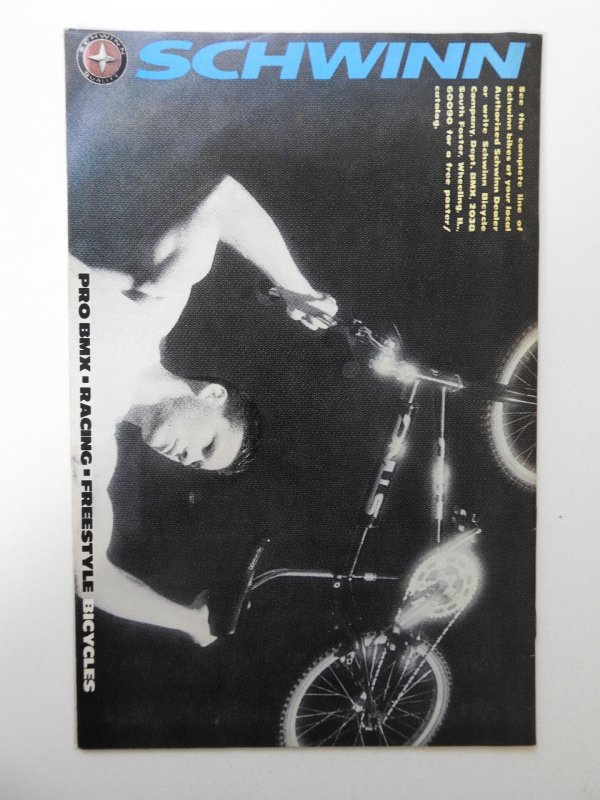 SCHWINN
QUALITY
SCHWINN
See the complete line of
Schwinn bikes at your local
Authorized Schwinn Dealer
or write Schwinn Bicycle
Company, Dept. BMX, 2038
South Foster, Wheeling, IL.,
60090 for a free poster/
catalog.
PRO BMX ▪ RACING ▪ FREESTYLE BICYCLES